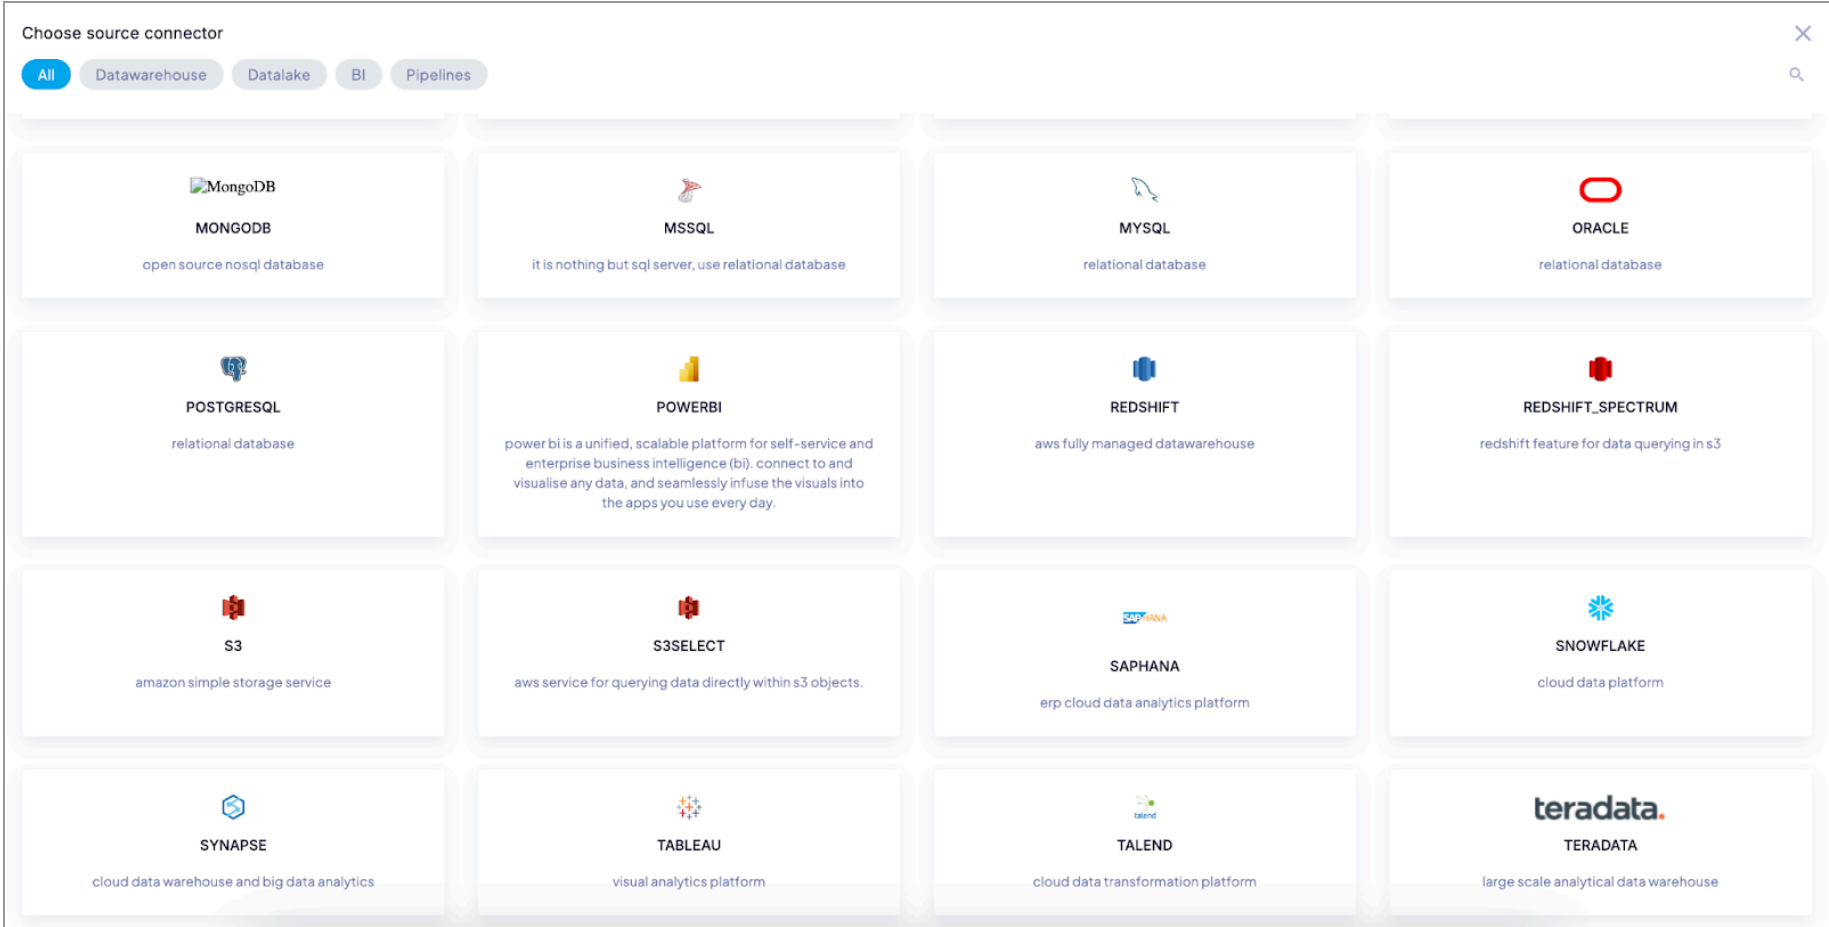 Choose source connector
All Datawarehouse Datalake BI Pipelines
MongoDB
MONGODB
open source nosql database
MSSQL
it is nothing but sql server, use relational database
MYSQL
relational database
ORACLE
relational database
POSTGRESQL
relational database
POWERBI
power bi is a unified, scalable platform for self-service and
enterprise business intelligence (bi). connect to and
visualise any data, and seamlessly infuse the visuals into
the apps you use every day.
REDSHIFT
aws fully managed datawarehouse
REDSHIFT_SPECTRUM
redshift feature for data querying in s3
S3
amazon simple storage service
S3SELECT
aws service for querying data directly within s3 objects.
SAP HANA
SAPHANA
erp cloud data analytics platform
SNOWFLAKE
cloud data platform
SYNAPSE
cloud data warehouse and big data analytics
TABLEAU
visual analytics platform
talend
TALEND
cloud data transformation platform
teradata.
TERADATA
large scale analytical data warehouse